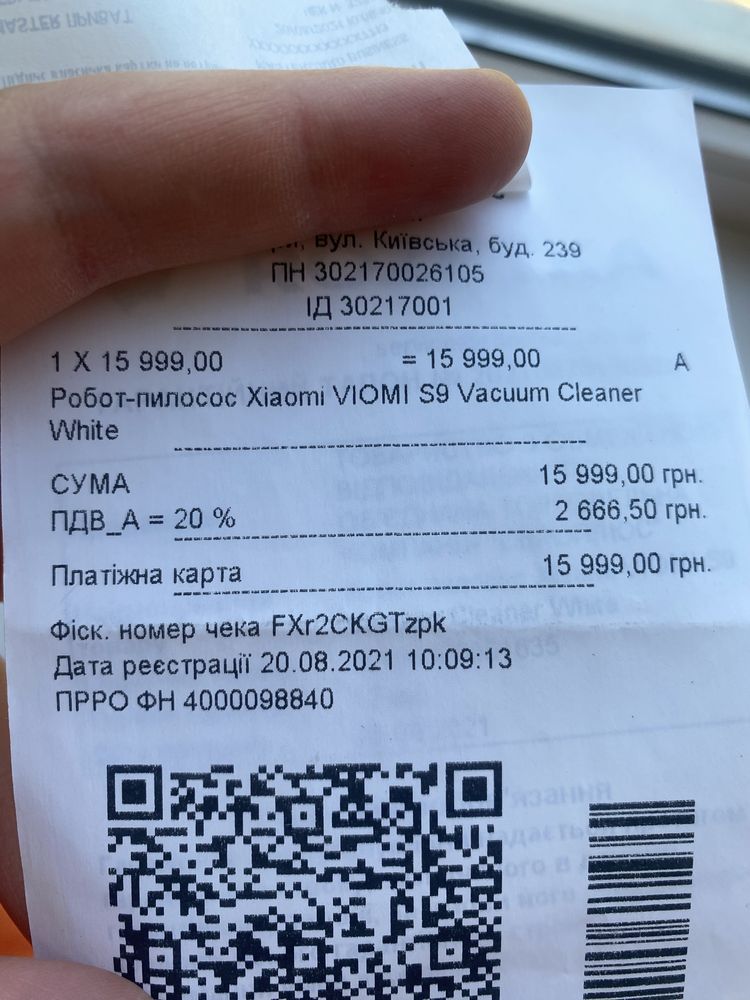 MASTER ПРИВАТ
вул. Київська, буд. 239
ПН 302170026105
ІД 30217001
1 X 15 999,00 = 15 999,00 А
Робот-пилосос Xiaomi VIOMI S9 Vacuum Cleaner
White
СУМА 15 999,00 грн.
ПДВ_А = 20 % 2 666,50 грн.
Платіжна карта 15 999,00 грн.
Фіск. номер чека FXr2CKGTzpk
Дата реєстрації 20.08.2021 10:09:13
ПРРО ФН 4000098840